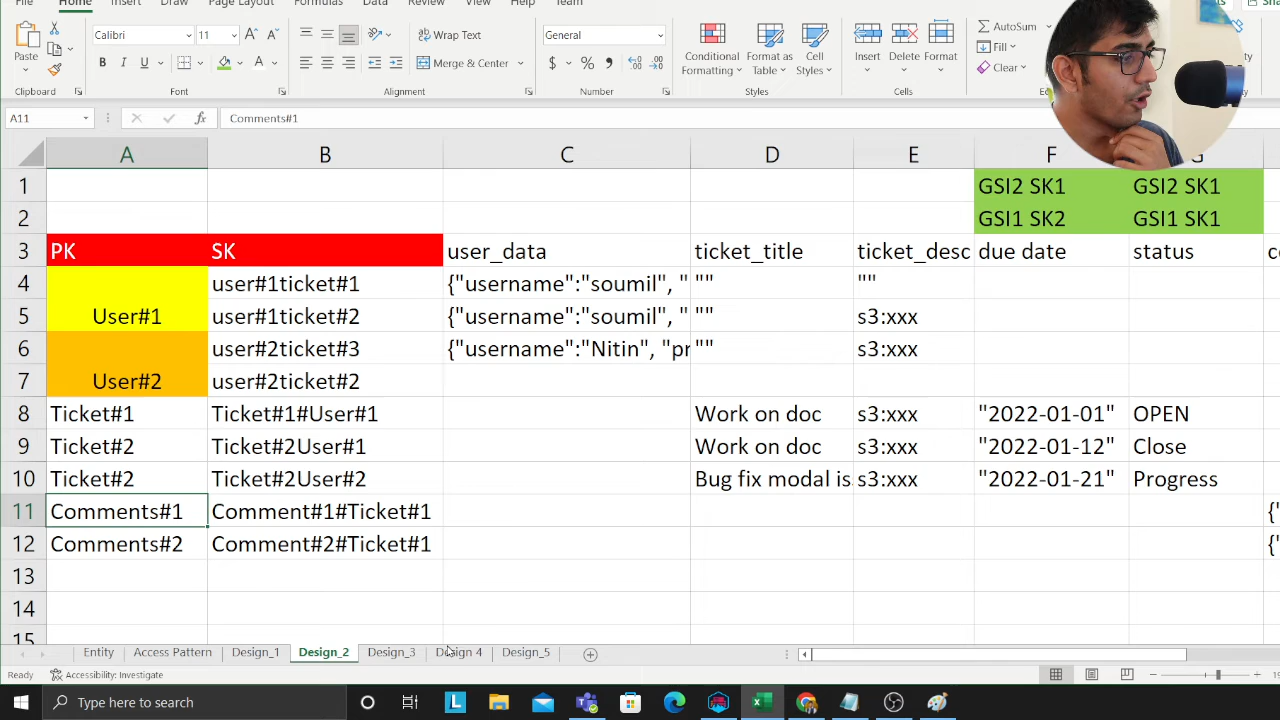 File Home Insert Draw Page Layout Formulas Data Review View Help Team
Paste
Clipboard
Calibri 11
B I U
Font
Wrap Text
Merge & Center
Alignment
General
$ % 9
Number
Conditional Formatting
Format as Table
Cell Styles
Styles
Insert Delete Format
AutoSum
Fill
Clear
A11 fx Comments#1
A B C D E F G
1 GSI2 SK1 GSI2 SK1
2 GSI1 SK2 GSI1 SK1
3 PK SK user_data ticket_title ticket_desc due date status
4 user#1ticket#1 {"username":"soumil", " "" ""
5 User#1 user#1ticket#2 {"username":"soumil", " "" s3:xxx
6 user#2ticket#3 {"username":"Nitin", "pr "" s3:xxx
7 User#2 user#2ticket#2
8 Ticket#1 Ticket#1#User#1 Work on doc s3:xxx "2022-01-01" OPEN
9 Ticket#2 Ticket#2User#1 Work on doc s3:xxx "2022-01-12" Close
10 Ticket#2 Ticket#2User#2 Bug fix modal is s3:xxx "2022-01-21" Progress
11 Comments#1 Comment#1#Ticket#1 {"
12 Comments#2 Comment#2#Ticket#1 {"
13
14
15
Entity Access Pattern Design_1 Design_2 Design_3 Design 4 Design_5
Ready Accessibility: Investigate
Type here to search